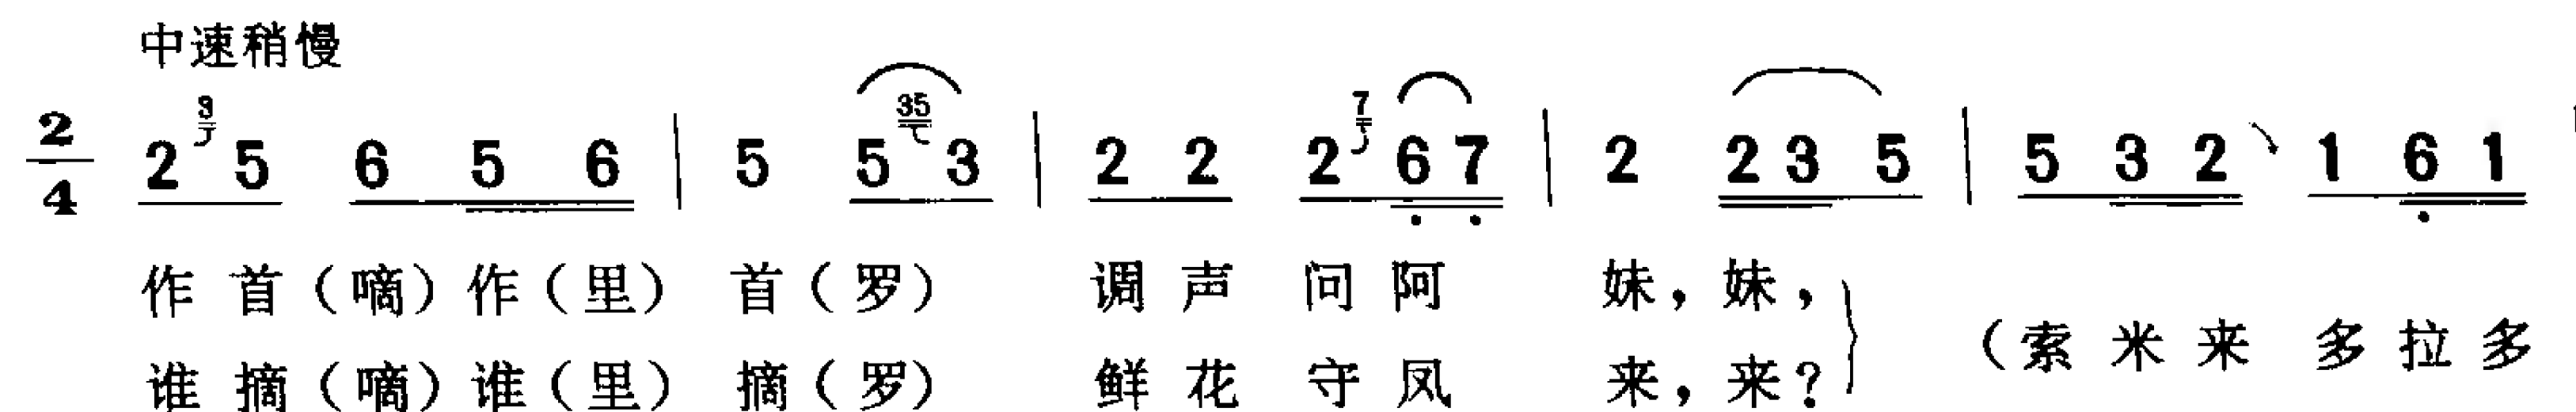 中速稍慢
2/4 2 3 5 6 5 6 | 5 5 35 3 | 2 2 2 7 6 7 | 2 2 3 5 | 5 3 2 1 6 1
作首(嘀)作(里) 首(罗) 调声问阿 妹,妹,
谁摘(嘀)谁(里) 摘(罗) 鲜花守凤 来,来?
(索米来 多拉多